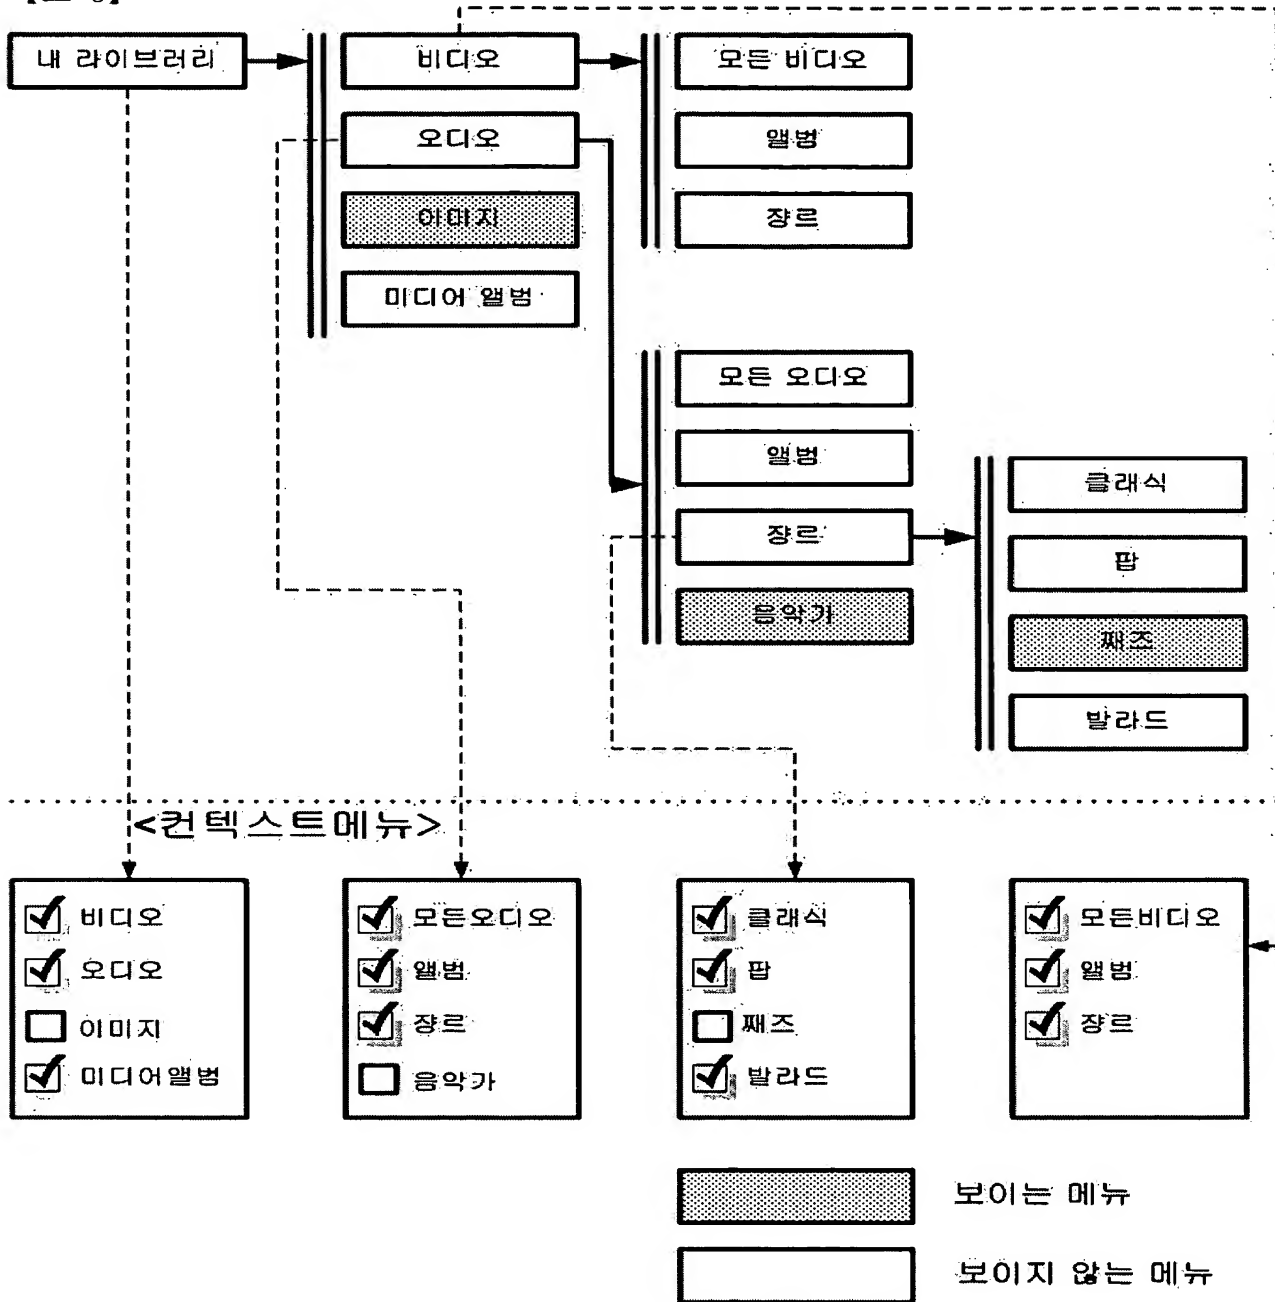 내 라이브러리
비디오
모든 비디오
오디오
앨범
이미지
쟝르
미디어 앨범
모든 오디오
앨범
클래식
쟝르
팝
음악가
째즈
발라드
<컨텍스트메뉴>
비디오
오디오
이미지
미디어앨범
모든오디오
앨범
쟝르
음악가
클래식
팝
째즈
발라드
모든비디오
앨범
쟝르
보이는 메뉴
보이지 않는 메뉴